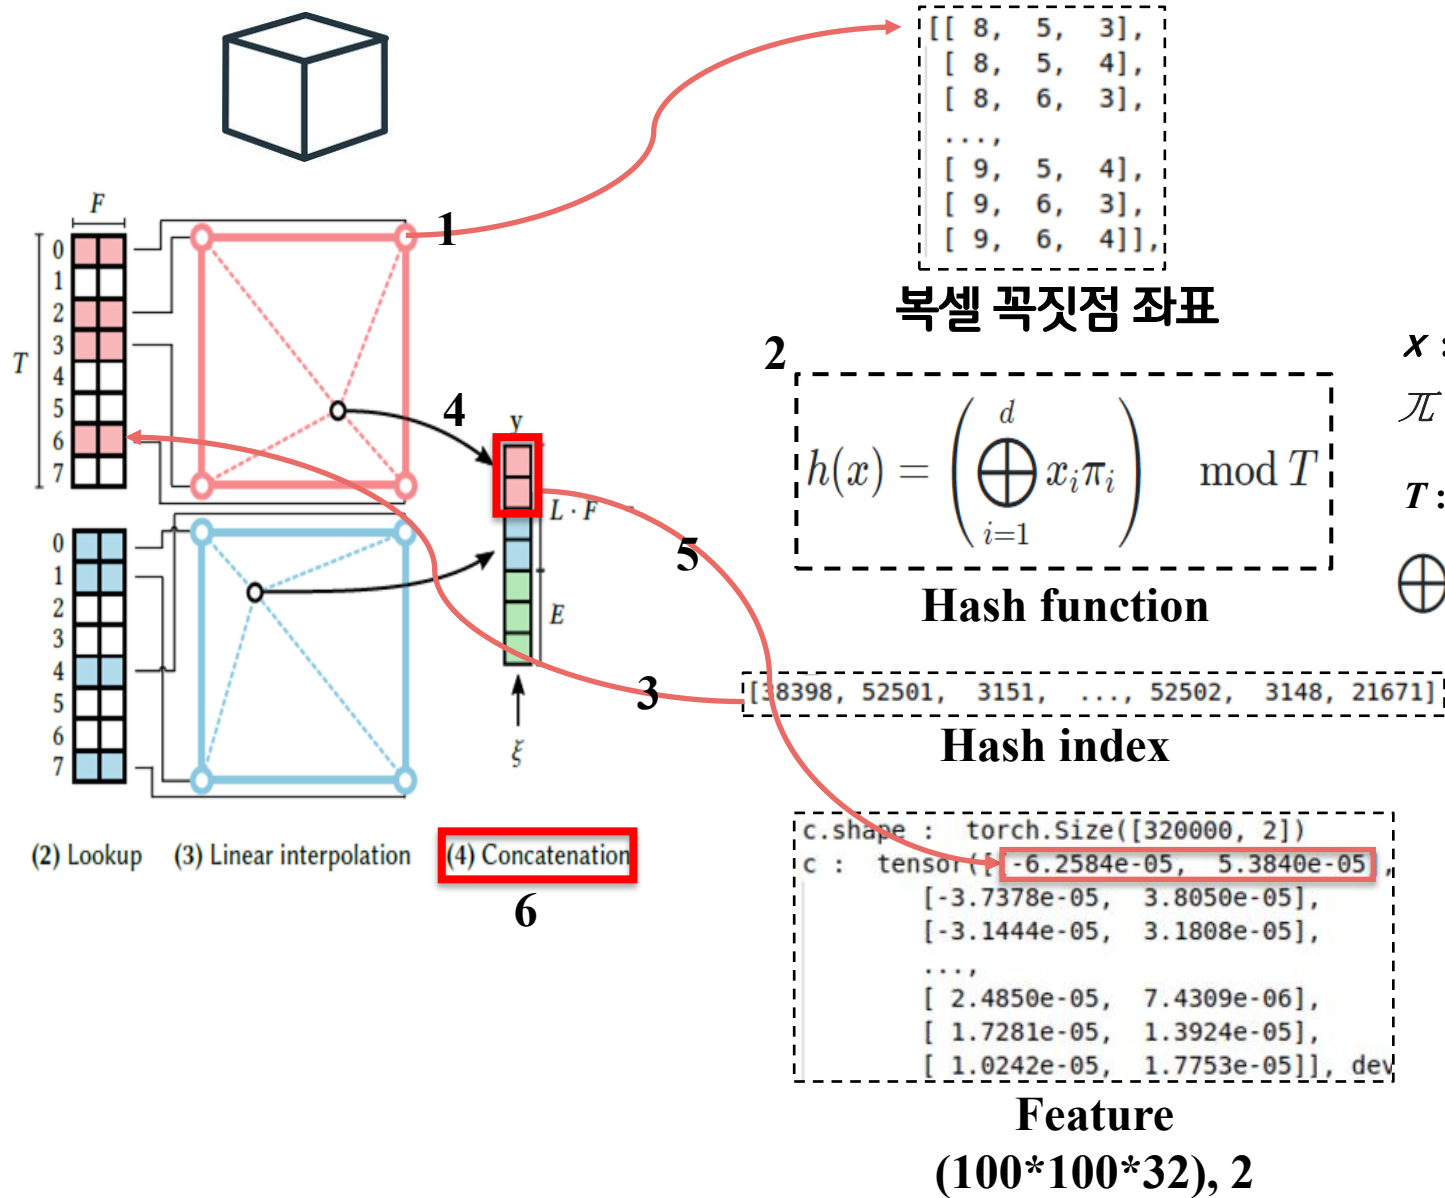 [[ 8, 5, 3],
[ 8, 5, 4],
[ 8, 6, 3],
...,
[ 9, 5, 4],
[ 9, 6, 3],
[ 9, 6, 4]],
복셀 꼭짓점 좌표
F
T
0
1
2
3
4
5
6
7
0
1
2
3
4
5
6
7
1
4
y
L · F
E
ξ
5
3
2
h(x) = ( ⊕ x_i π_i ) mod T
d
i=1
Hash function
x :
π
T :
⊕
[38398, 52501, 3151, ..., 52502, 3148, 21671]
Hash index
(2) Lookup (3) Linear interpolation (4) Concatenation
6
c.shape : torch.Size([320000, 2])
c : tensor([[-6.2584e-05, 5.3840e-05],
[-3.7378e-05, 3.8050e-05],
[-3.1444e-05, 3.1808e-05],
...,
[ 2.4850e-05, 7.4309e-06],
[ 1.7281e-05, 1.3924e-05],
[ 1.0242e-05, 1.7753e-05]], dev
Feature
(100*100*32), 2